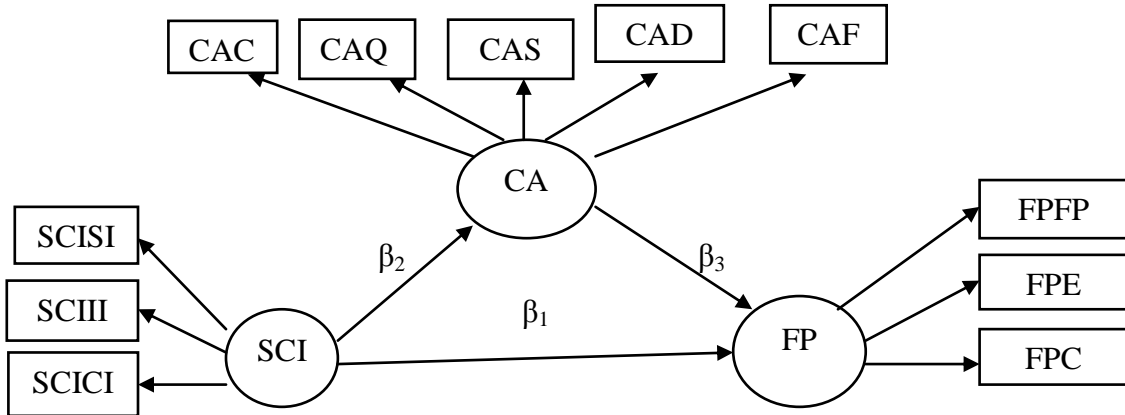 CAC
CAQ
CAS
CAD
CAF
CA
SCISI
SCIII
SCICI
SCI
β2
β1
β3
FP
FPFP
FPE
FPC